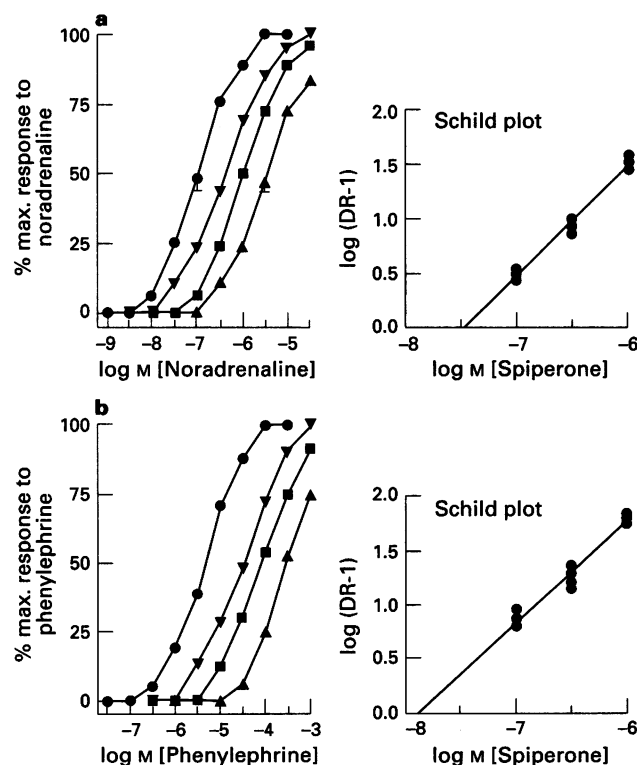 a
% max. response to
noradrenaline
100
75
50
25
0
-9 -8 -7 -6 -5
log M [Noradrenaline]
Schild plot
log (DR-1)
2.0
1.5
1.0
0.5
0.0
-8 -7 -6
log M [Spiperone]
b
% max. response to
phenylephrine
100
75
50
25
0
-7 -6 -5 -4 -3
log M [Phenylephrine]
Schild plot
log (DR-1)
2.0
1.5
1.0
0.5
0.0
-8 -7 -6
log M [Spiperone]